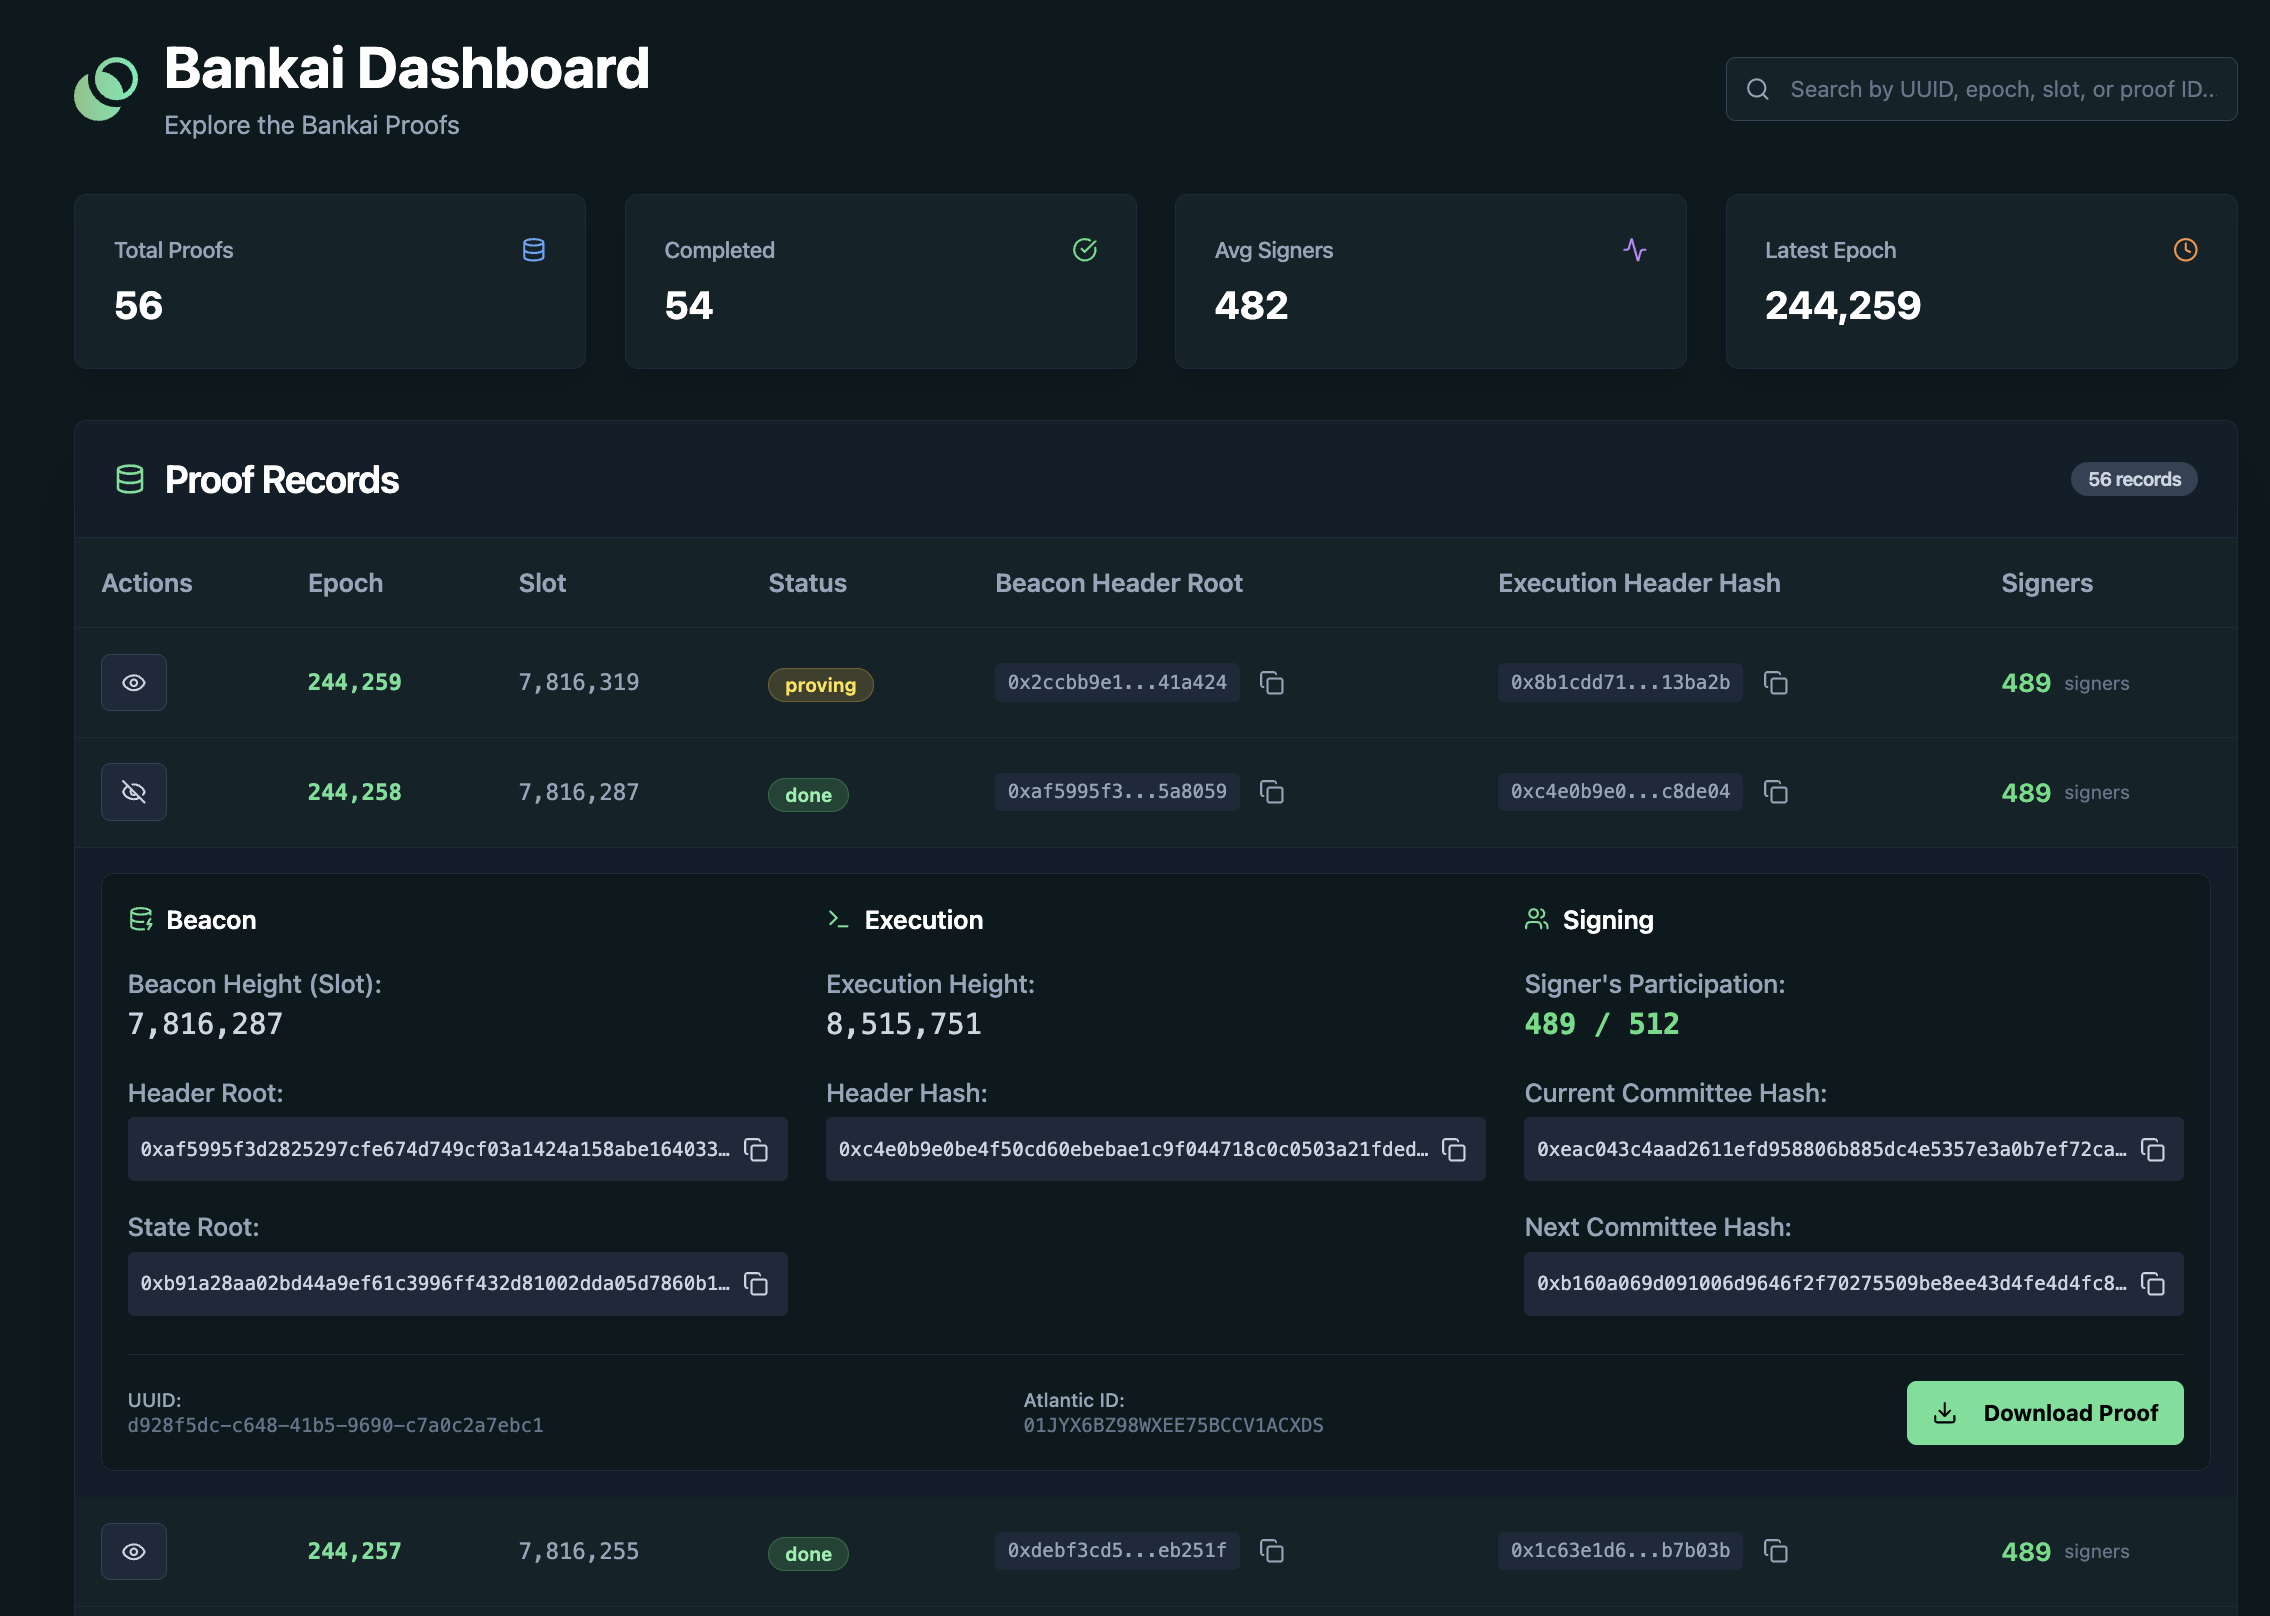 Bankai Dashboard
Explore the Bankai Proofs
Search by UUID, epoch, slot, or proof ID...
Total Proofs
56
Completed
54
Avg Signers
482
Latest Epoch
244,259
Proof Records
56 records
Actions Epoch Slot Status Beacon Header Root Execution Header Hash Signers
244,259 7,816,319 proving 0x2ccbb9e1...41a424 0x8b1cdd71...13ba2b 489 signers
244,258 7,816,287 done 0xaf5995f3...5a8059 0xc4e0b9e0...c8de04 489 signers
Beacon
Beacon Height (Slot):
7,816,287
Header Root:
0xaf5995f3d2825297cfe674d749cf03a1424a158abe164033…
State Root:
0xb91a28aa02bd44a9ef61c3996ff432d81002dda05d7860b1…
Execution
Execution Height:
8,515,751
Header Hash:
0xc4e0b9e0be4f50cd60ebebae1c9f044718c0c0503a21fded…
Signing
Signer's Participation:
489 / 512
Current Committee Hash:
0xeac043c4aad2611efd958806b885dc4e5357e3a0b7ef72ca…
Next Committee Hash:
0xb160a069d091006d9646f2f70275509be8ee43d4fe4d4fc8…
UUID:
d928f5dc-c648-41b5-9690-c7a0c2a7ebc1
Atlantic ID:
01JYX6BZ98WXEE75BCCV1ACXDS
Download Proof
244,257 7,816,255 done 0xdebf3cd5...eb251f 0x1c63e1d6...b7b03b 489 signers